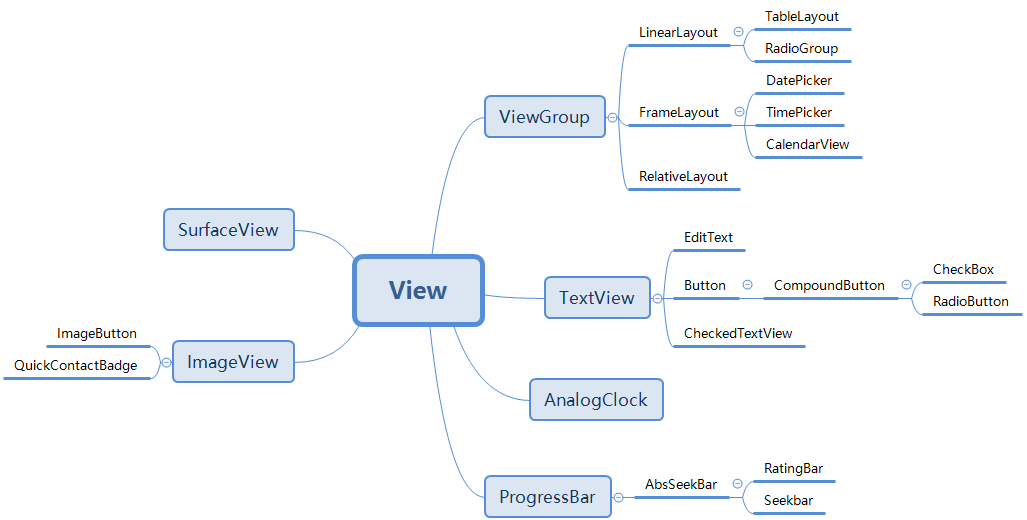 View
ViewGroup
LinearLayout
TableLayout
RadioGroup
FrameLayout
DatePicker
TimePicker
CalendarView
RelativeLayout
TextView
EditText
Button
CompoundButton
CheckBox
RadioButton
CheckedTextView
AnalogClock
ProgressBar
AbsSeekBar
RatingBar
Seekbar
SurfaceView
ImageView
ImageButton
QuickContactBadge